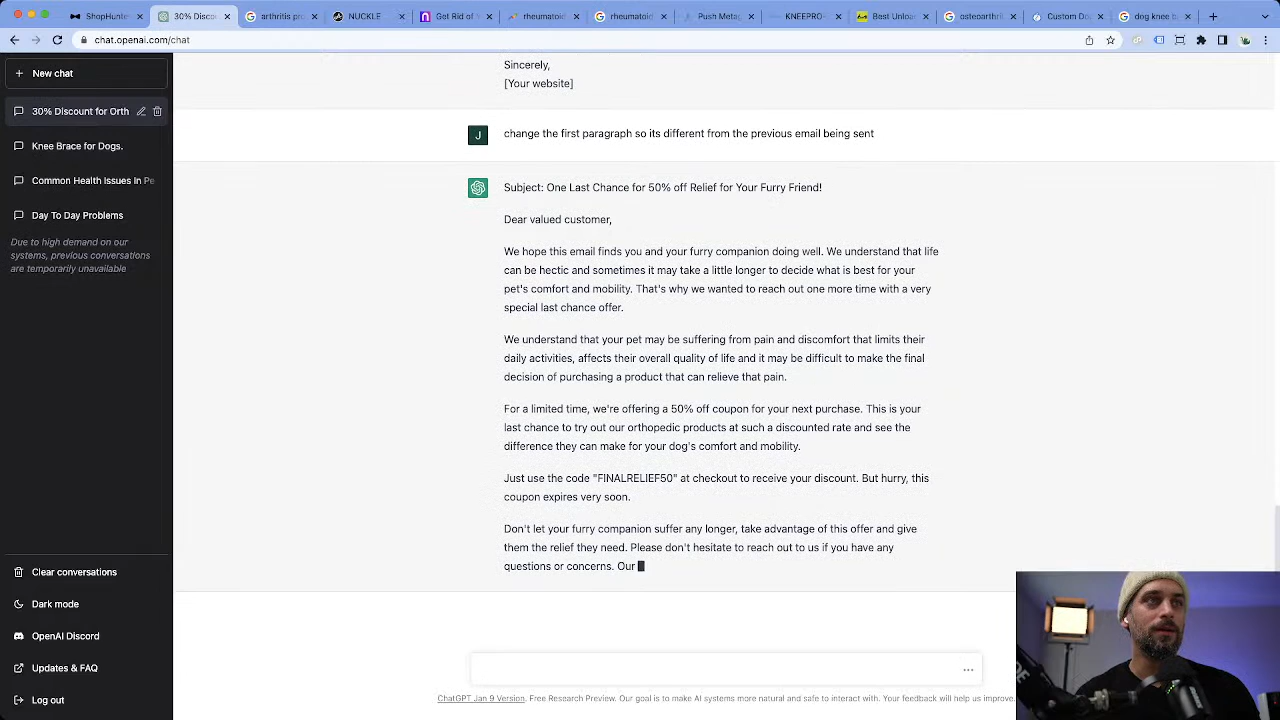 ShopHunter
30% Disco
arthritis pro
NUCKLE
Get Rid of
rheumatoid
rheumatoid
Push Metac
KNEEPRO
Best Unload
osteoarthri
Custom Do
dog knee b
chat.openai.com/chat
New chat
30% Discount for Orth
Knee Brace for Dogs.
Common Health Issues In Pe
Day To Day Problems
Due to high demand on our
systems, previous conversations
are temporarily unavailable
Clear conversations
Dark mode
OpenAI Discord
Updates & FAQ
Log out
Sincerely,
[Your website]
J
change the first paragraph so its different from the previous email being sent
Subject: One Last Chance for 50% off Relief for Your Furry Friend!
Dear valued customer,
We hope this email finds you and your furry companion doing well. We understand that life
can be hectic and sometimes it may take a little longer to decide what is best for your
pet's comfort and mobility. That's why we wanted to reach out one more time with a very
special last chance offer.
We understand that your pet may be suffering from pain and discomfort that limits their
daily activities, affects their overall quality of life and it may be difficult to make the final
decision of purchasing a product that can relieve that pain.
For a limited time, we're offering a 50% off coupon for your next purchase. This is your
last chance to try out our orthopedic products at such a discounted rate and see the
difference they can make for your dog's comfort and mobility.
Just use the code "FINALRELIEF50" at checkout to receive your discount. But hurry, this
coupon expires very soon.
Don't let your furry companion suffer any longer, take advantage of this offer and give
them the relief they need. Please don't hesitate to reach out to us if you have any
questions or concerns. Our
ChatGPT Jan 9 Version. Free Research Preview. Our goal is to make AI systems more natural and safe to interact with. Your feedback will help us improve.